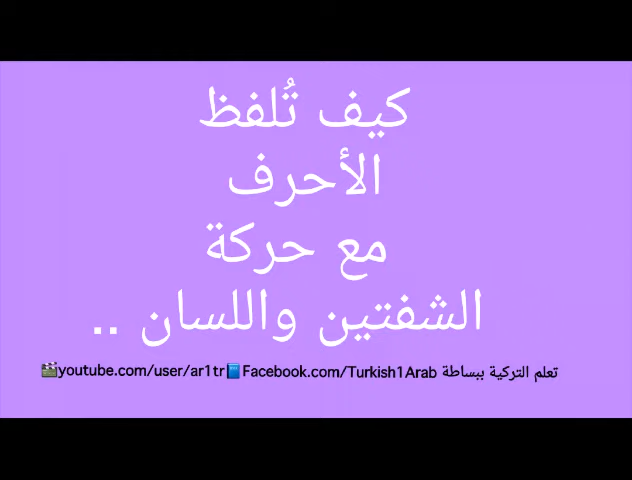 كيف تُلفظ
الأحرف
مع حركة
الشفتين واللسان ..
🎬youtube.com/user/ar1tr📘Facebook.com/Turkish1Arab تعلم التركية ببساطة